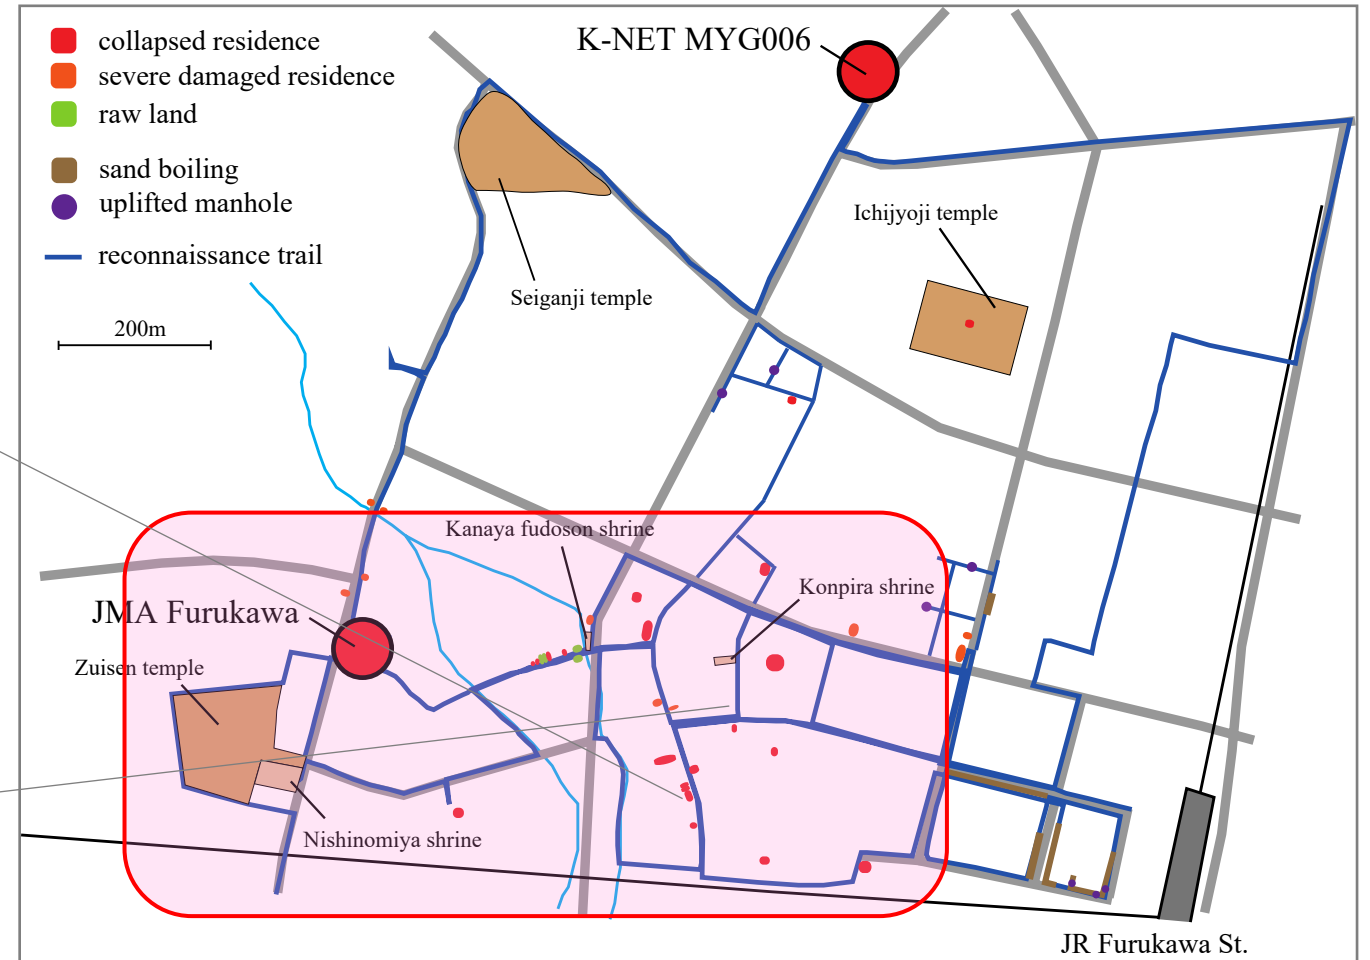 K-NET MYG006
collapsed residence
severe damaged residence
raw land
sand boiling
uplifted manhole
reconnaissance trail
Ichijyoji temple
Seiganji temple
200m
Kanaya fudoson shrine
Konpira shrine
JMA Furukawa
Zuisen temple
Nishinomiya shrine
JR Furukawa St.